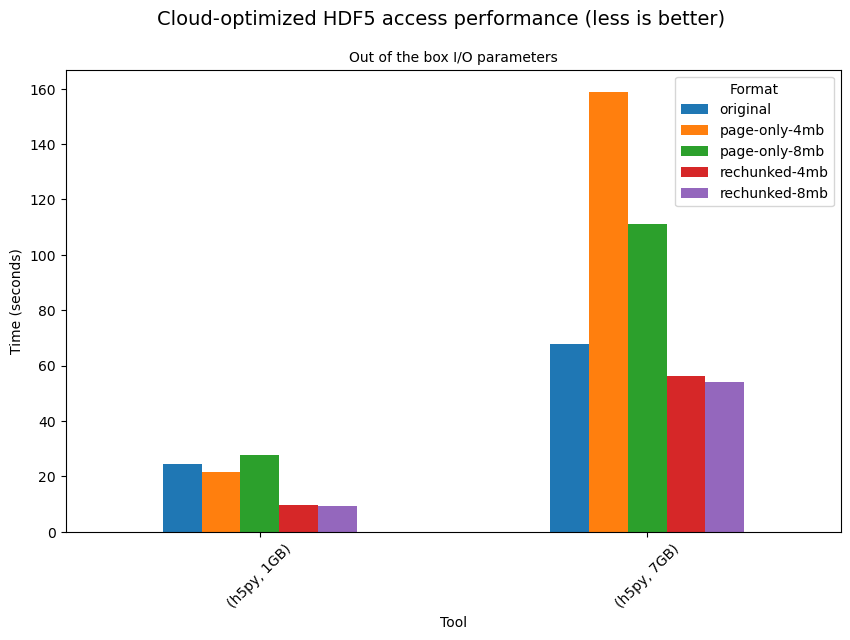 Cloud-optimized HDF5 access performance (less is better)
Out of the box I/O parameters
Format
original
page-only-4mb
page-only-8mb
rechunked-4mb
rechunked-8mb
Time (seconds)
160
140
120
100
80
60
40
20
0
(h5py, 1GB)
(h5py, 7GB)
Tool